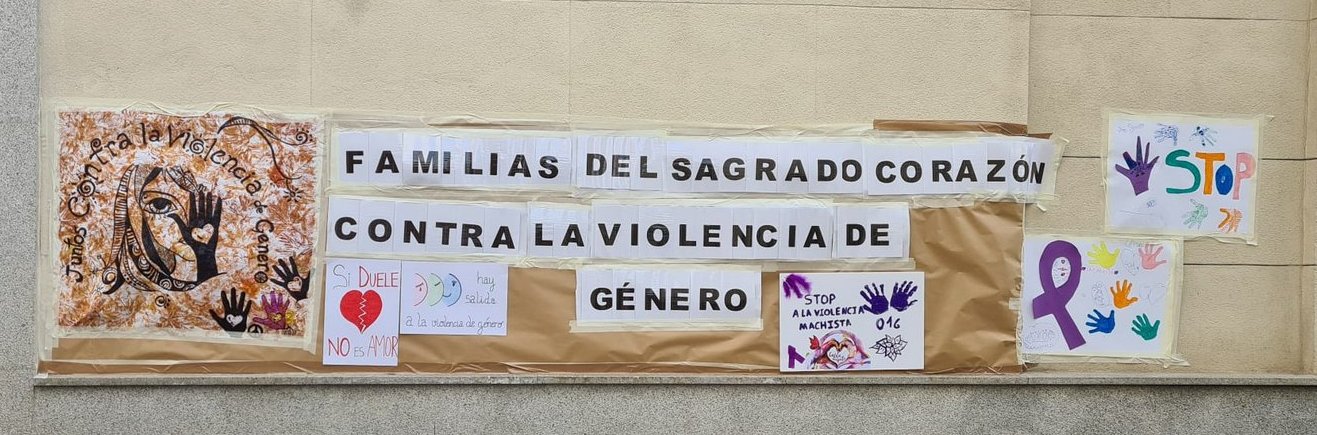 Juntos Contra la Violencia de Género
FAMILIAS DEL SAGRADO CORAZÓN
CONTRA LA VIOLENCIA DE
GÉNERO
Si DUELE
NO ES AMOR
hay
salida
a la violencia de género
STOP
A LA VIOLENCIA
MACHISTA
016
STOP